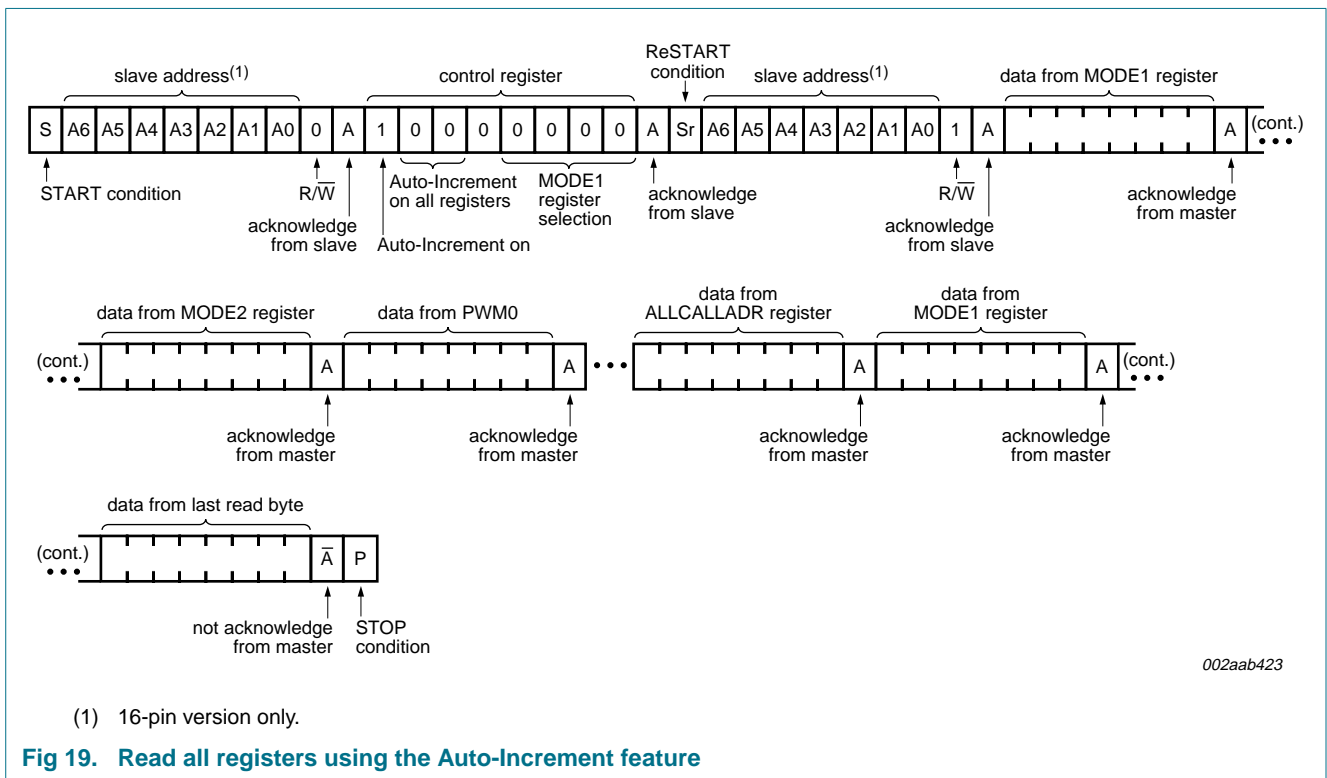 ReSTART
condition
slave address(1) control register slave address(1) data from MODE1 register
S A6 A5 A4 A3 A2 A1 A0 0 A 1 0 0 0 0 0 0 0 A Sr A6 A5 A4 A3 A2 A1 A0 1 A A (cont.)
START condition R/W̅ Auto-Increment on all registers MODE1 register selection acknowledge from slave R/W̅ acknowledge from master
acknowledge from slave Auto-Increment on acknowledge from slave
data from MODE2 register data from PWM0 data from ALLCALLADR register data from MODE1 register
(cont.) A A A A (cont.)
acknowledge from master acknowledge from master acknowledge from master acknowledge from master
data from last read byte
(cont.) A̅ P
not acknowledge from master STOP condition
002aab423
(1) 16-pin version only.
Fig 19. Read all registers using the Auto-Increment feature